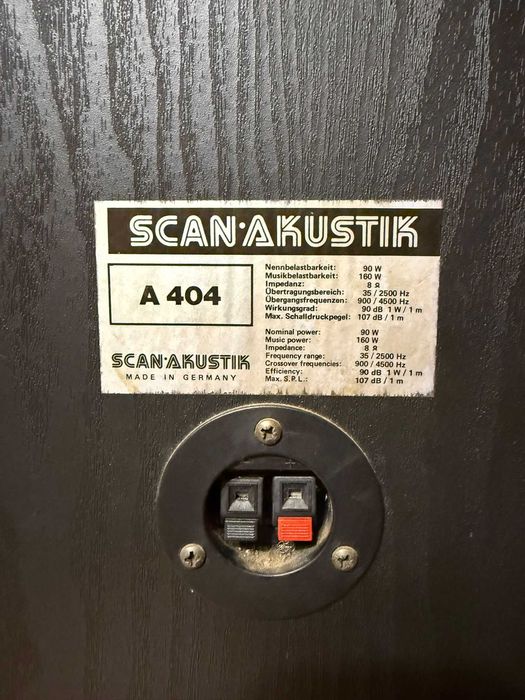 SCAN·AKUSTIK
A 404
SCAN·AKUSTIK
MADE IN GERMANY
Nennbelastbarkeit: 90 W
Musikbelastbarkeit: 160 W
Impedanz: 8 Ω
Übertragungsbereich: 35 / 2500 Hz
Übergangsfrequenzen: 900 / 4500 Hz
Wirkungsgrad: 90 dB 1 W / 1 m
Max. Schalldruckpegel: 107 dB / 1 m
Nominal power: 90 W
Music power: 160 W
Impedance: 8 Ω
Frequency range: 35 / 2500 Hz
Crossover frequencies: 900 / 4500 Hz
Efficiency: 90 dB 1 W / 1 m
Max. S.P.L.: 107 dB / 1 m